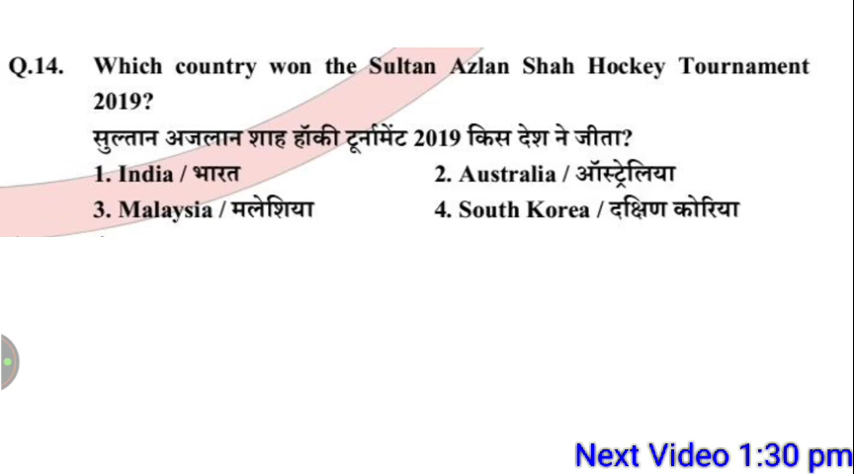 Q.14. Which country won the Sultan Azlan Shah Hockey Tournament
2019?
सुल्तान अजलान शाह हॉकी टूर्नामेंट 2019 किस देश ने जीता?
1. India / भारत 2. Australia / ऑस्ट्रेलिया
3. Malaysia / मलेशिया 4. South Korea / दक्षिण कोरिया
Next Video 1:30 pm